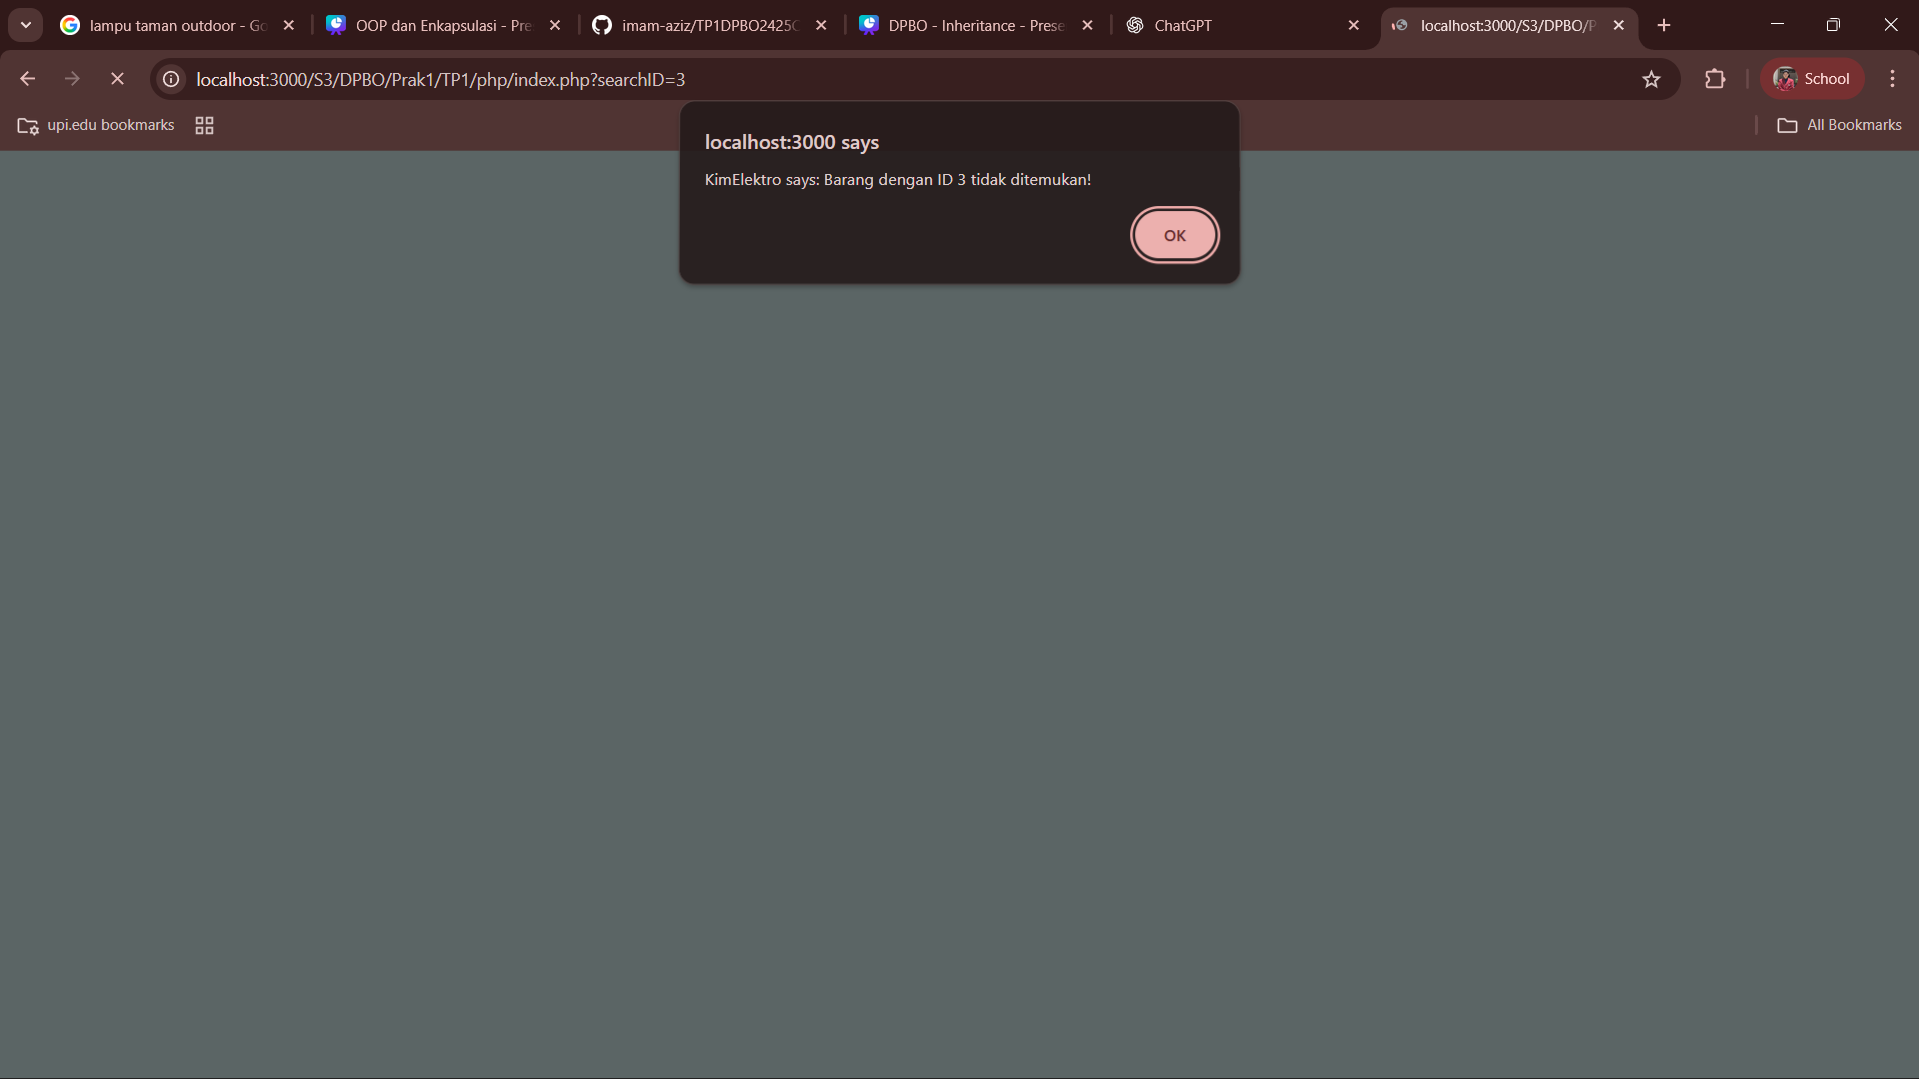 lampu taman outdoor - Go
OOP dan Enkapsulasi - Pre
imam-aziz/TP1DPBO2425C
DPBO - Inheritance - Prese
ChatGPT
localhost:3000/S3/DPBO/P
localhost:3000/S3/DPBO/Prak1/TP1/php/index.php?searchID=3
School
upi.edu bookmarks
All Bookmarks
localhost:3000 says
KimElektro says: Barang dengan ID 3 tidak ditemukan!
OK